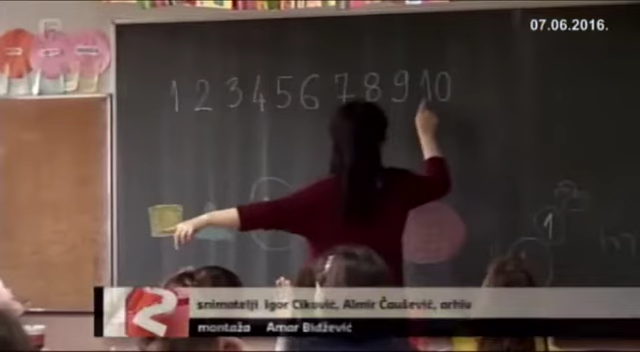 07.06.2016.
1 2 3 4 5 6 7 8 9 10
1
2
snimatelji Igor Ciković, Almir Čaušević, arhiv
montaža Amar Bidžević